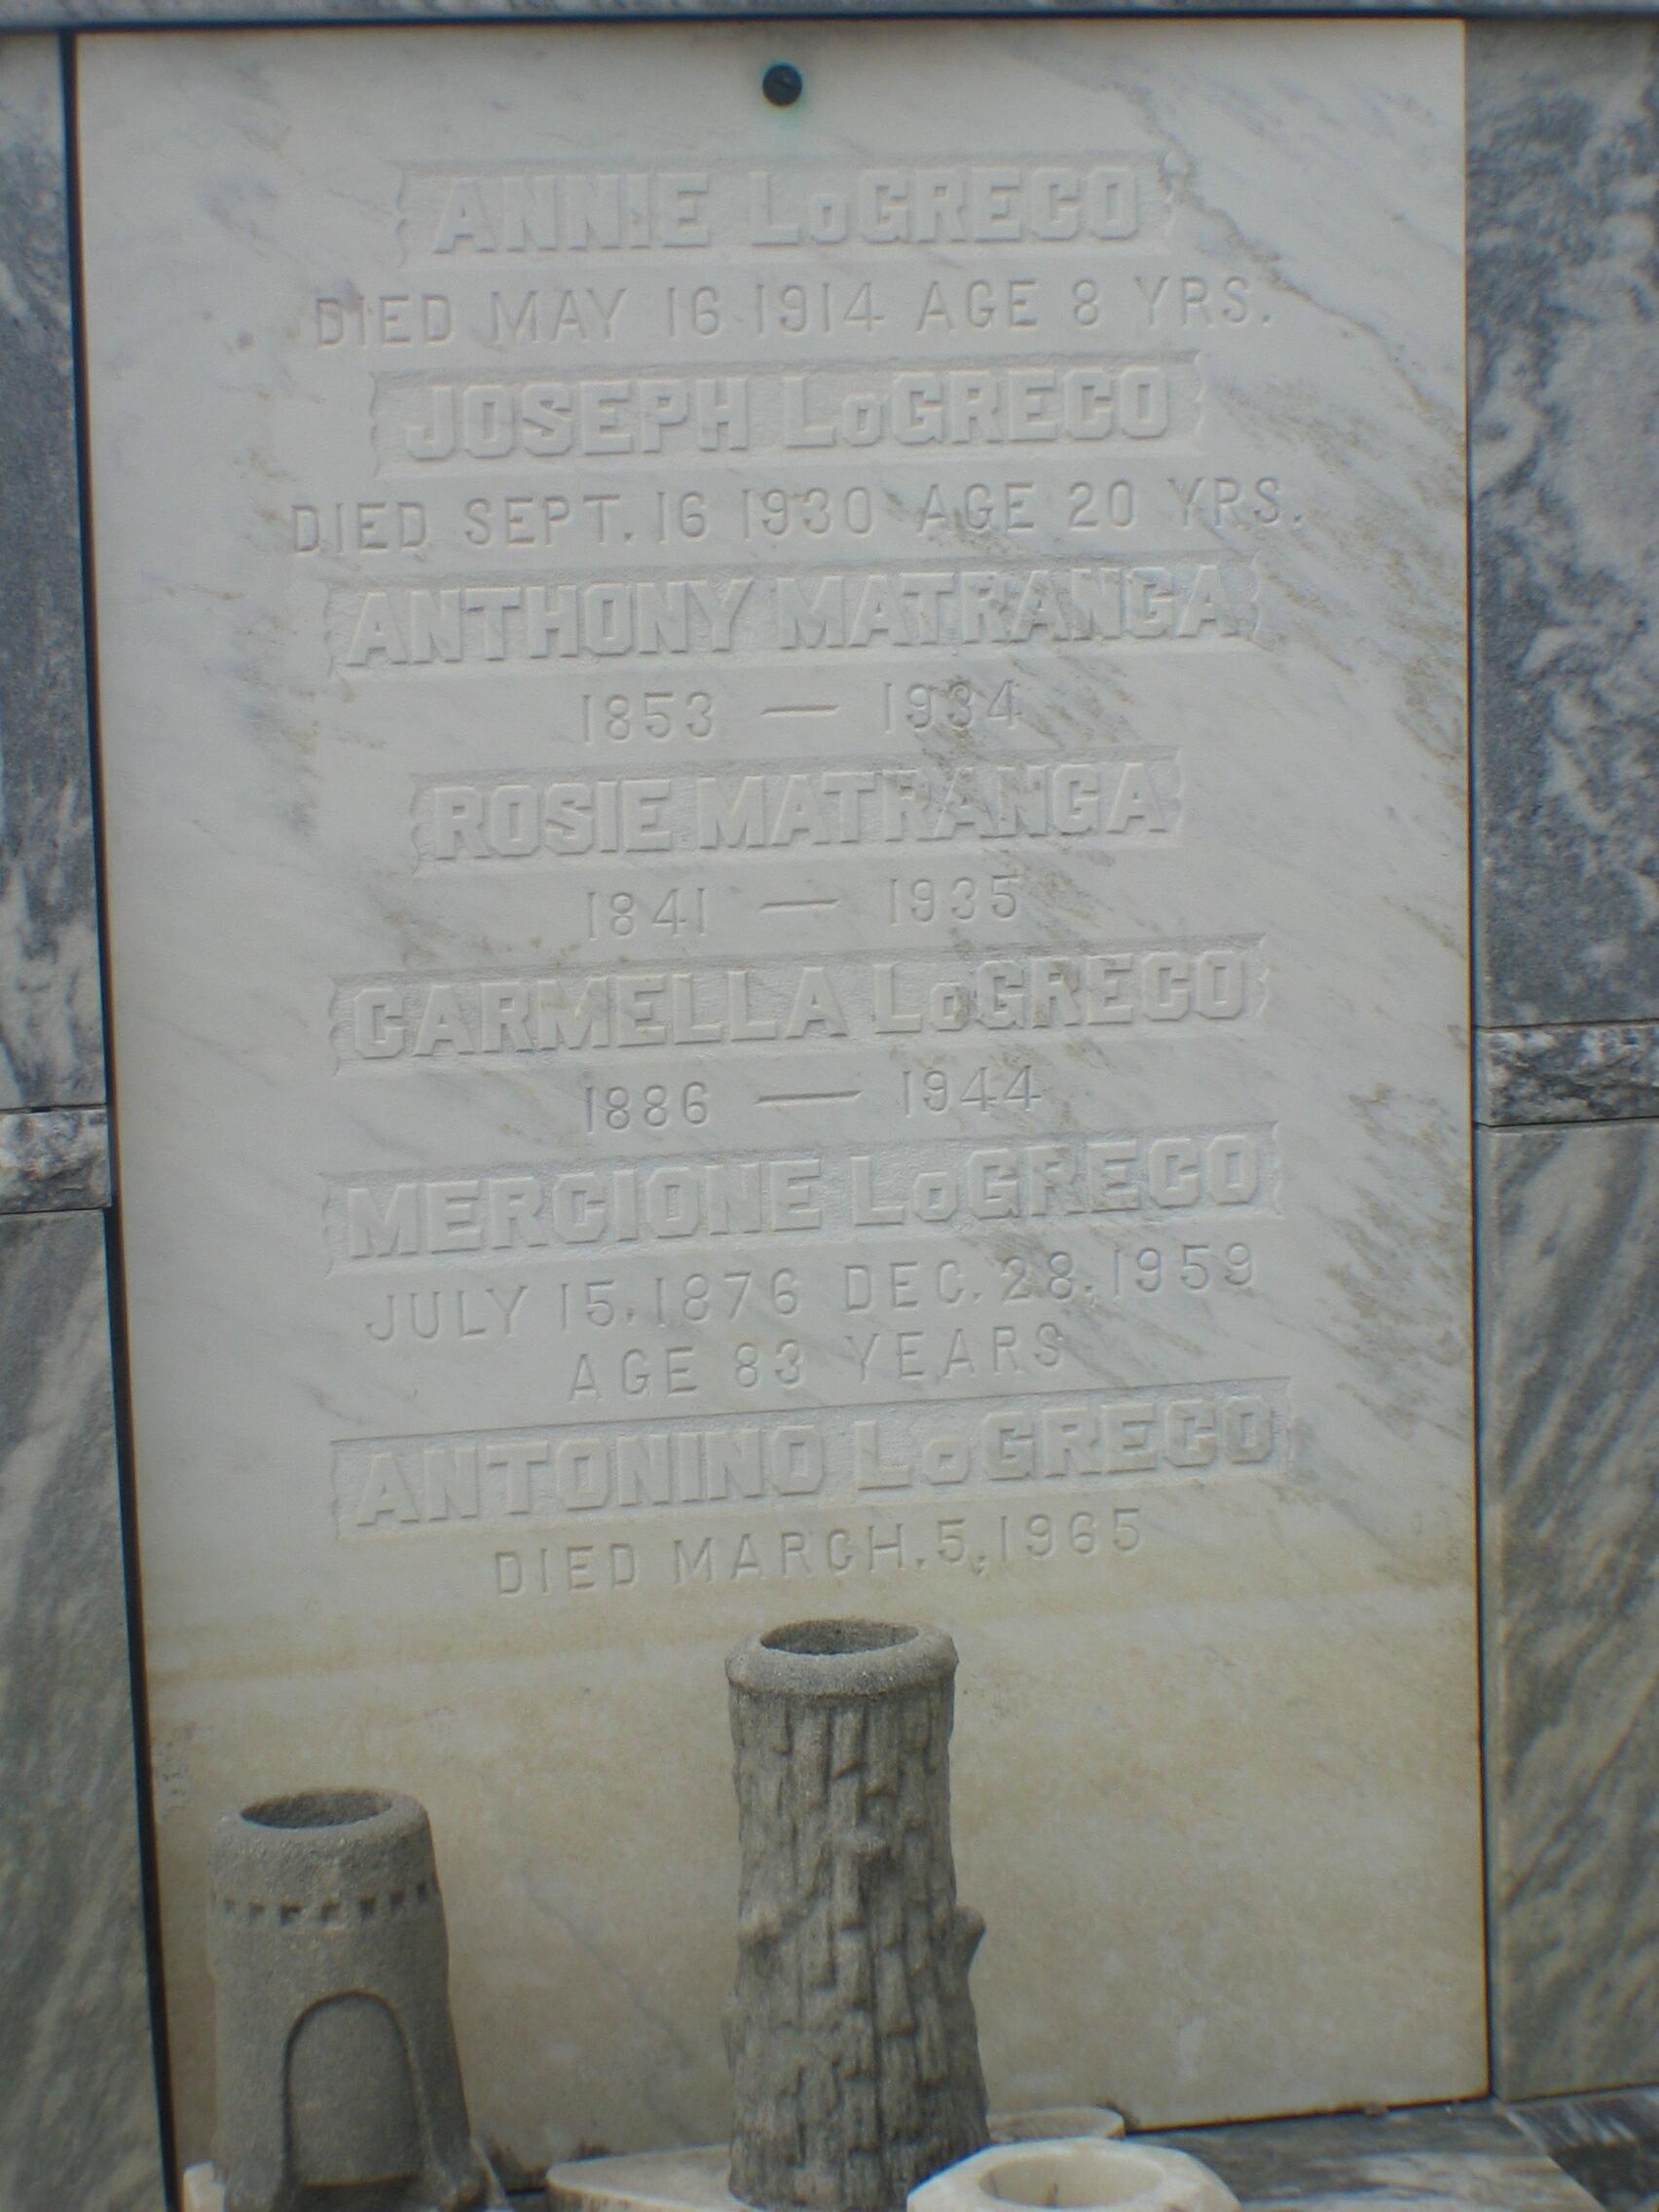 ANNIE LoGRECO
DIED MAY 16 1914 AGE 8 YRS.
JOSEPH LoGRECO
DIED SEPT. 16 1930 AGE 20 YRS.
ANTHONY MATRANGA
1853 — 1934
ROSIE MATRANGA
1841 — 1935
CARMELLA LoGRECO
1886 — 1944
MERCIONE LoGRECO
JULY 15, 1876 DEC. 28, 1959
AGE 83 YEARS
ANTONINO LoGRECO
DIED MARCH. 5, 1965